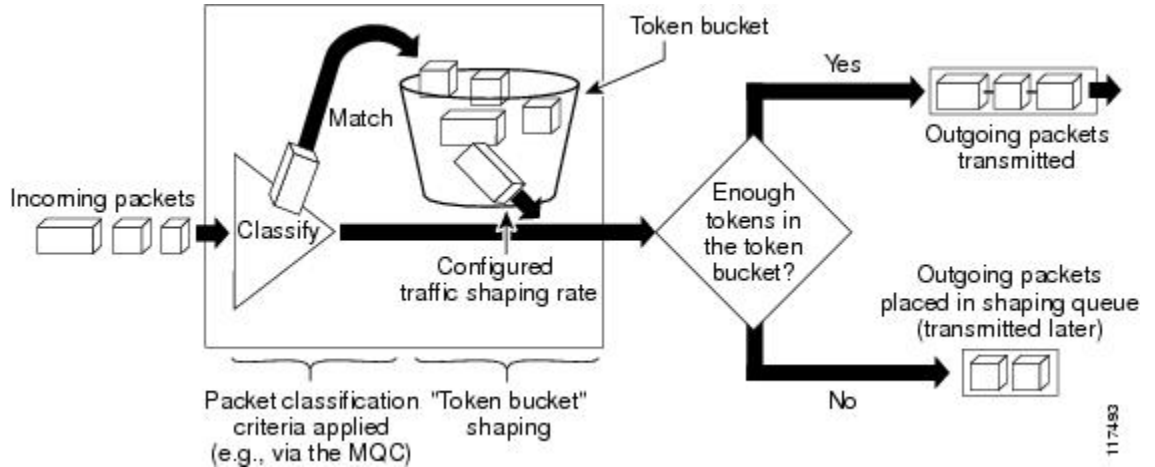 Token bucket
Yes
Match
Outgoing packets
transmitted
Incoming packets
Classify
Enough
tokens in
the token
bucket?
Configured
traffic shaping rate
Outgoing packets
placed in shaping queue
(transmitted later)
Packet classification
criteria applied
(e.g., via the MQC)
"Token bucket"
shaping
No
117493